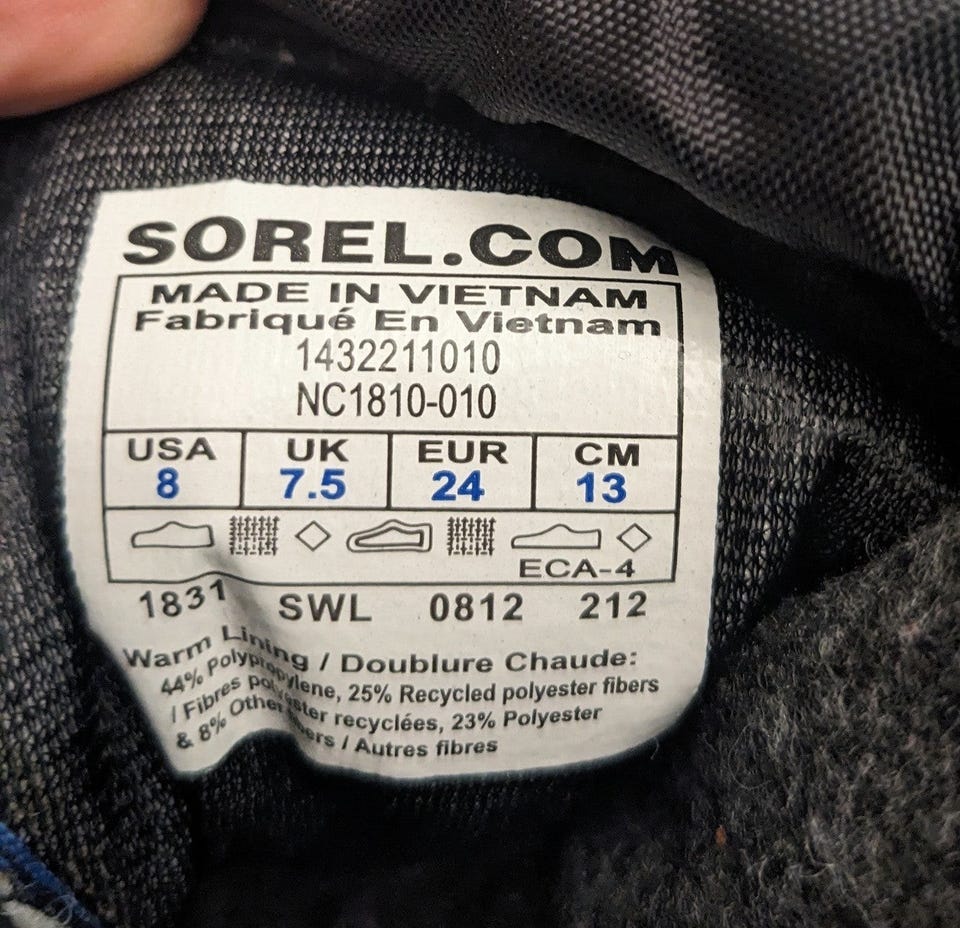 SOREL.COM
MADE IN VIETNAM
Fabriqué En Vietnam
1432211010
NC1810-010
USA UK EUR CM
8 7.5 24 13
ECA-4
1831 SWL 0812 212
Warm Lining / Doublure Chaude:
44% Polypropylene, 25% Recycled polyester fibers
/ Fibres polyester recyclées, 23% Polyester
& 8% Other fibers / Autres fibres